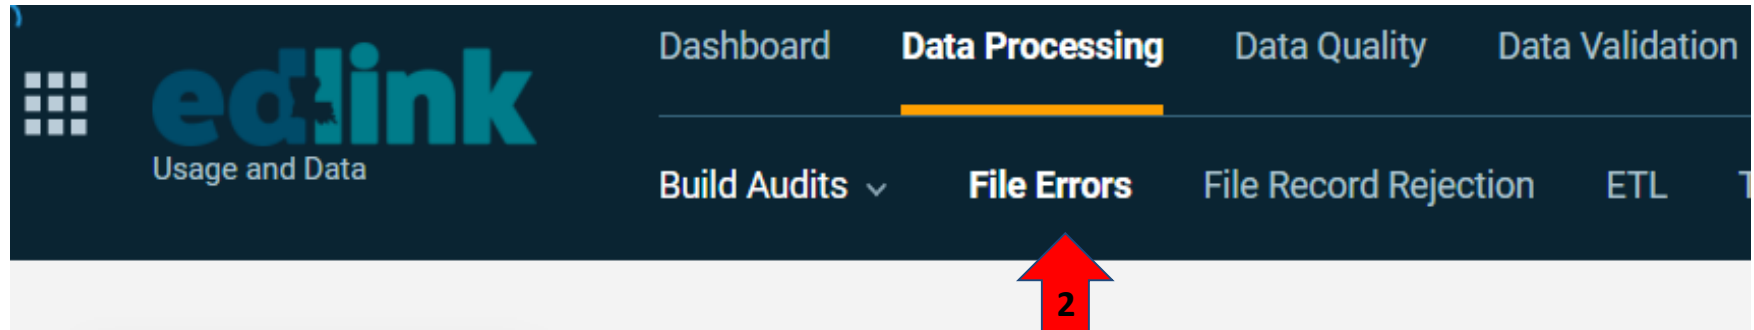 Dashboard Data Processing Data Quality Data Validation
edlink
Usage and Data
Build Audits File Errors File Record Rejection ETL
2